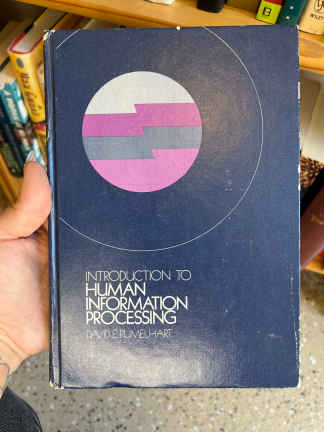 INTRODUCTION TO
HUMAN
INFORMATION
PROCESSING
DAVID E. RUMELHART